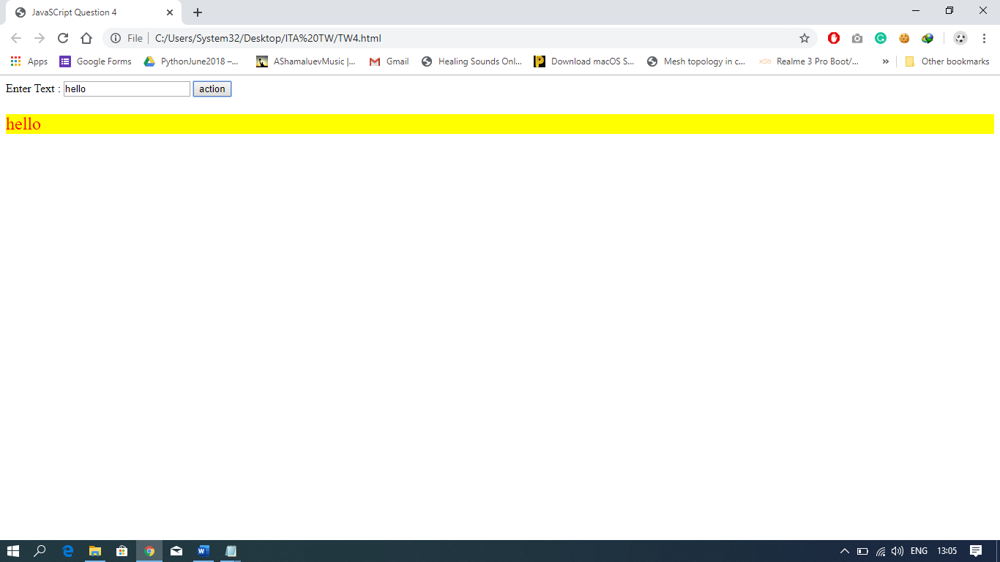 JavaSCript Question 4
File C:/Users/System32/Desktop/ITA%20TW/TW4.html
Apps Google Forms PythonJune2018 –... AShamaluevMusic |... Gmail Healing Sounds Onl... Download macOS S... Mesh topology in c... xda Realme 3 Pro Boot/... » Other bookmarks
Enter Text : hello action
hello
ENG 13:05